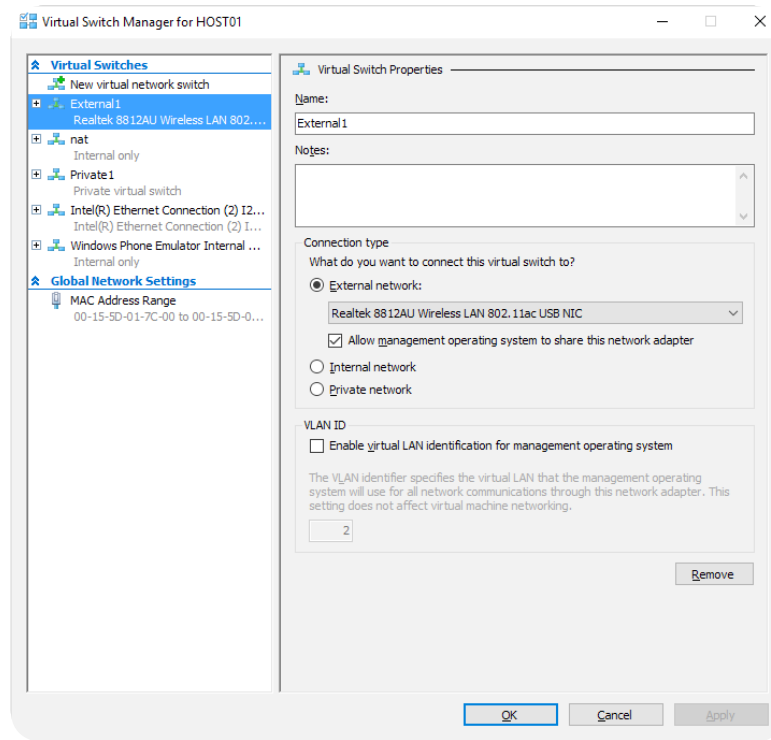 Virtual Switch Manager for HOST01
Virtual Switches
New virtual network switch
External1
Realtek 8812AU Wireless LAN 802....
nat
Internal only
Private1
Private virtual switch
Intel(R) Ethernet Connection (2) I2...
Intel(R) Ethernet Connection (2) I...
Windows Phone Emulator Internal ...
Internal only
Global Network Settings
MAC Address Range
00-15-5D-01-7C-00 to 00-15-5D-0...
Virtual Switch Properties
Name:
External1
Notes:
Connection type
What do you want to connect this virtual switch to?
External network:
Realtek 8812AU Wireless LAN 802.11ac USB NIC
Allow management operating system to share this network adapter
Internal network
Private network
VLAN ID
Enable virtual LAN identification for management operating system
The VLAN identifier specifies the virtual LAN that the management operating
system will use for all network communications through this network adapter. This
setting does not affect virtual machine networking.
2
Remove
OK
Cancel
Apply